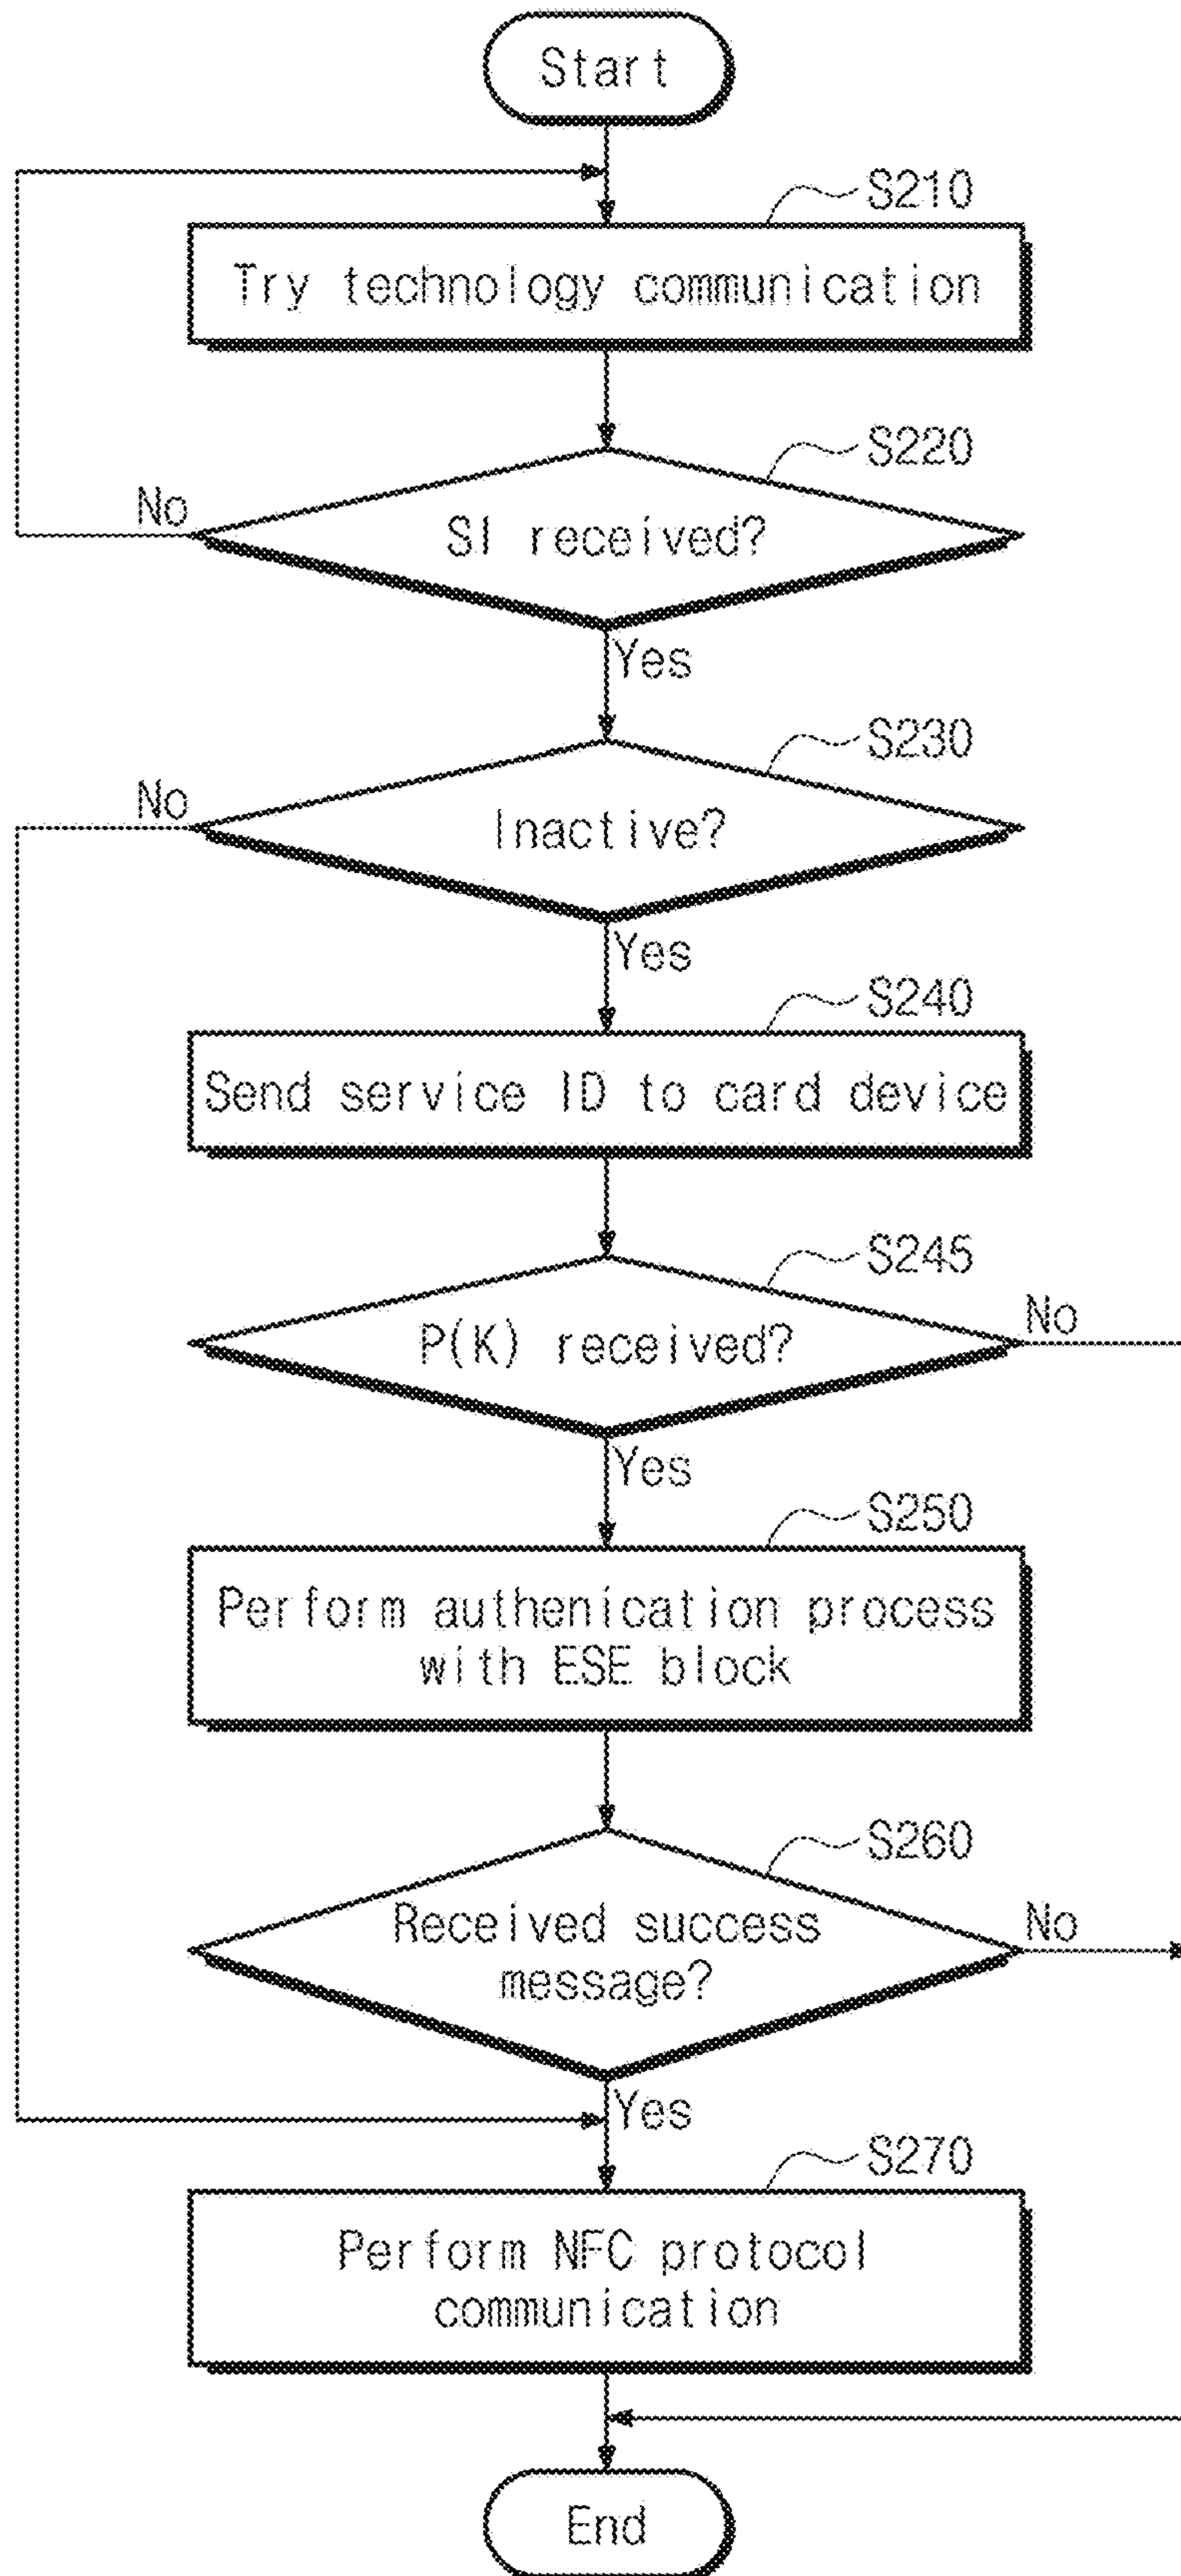 Start
S210
Try technology communication
S220
No
SI received?
Yes
S230
No
Inactive?
Yes
S240
Send service ID to card device
S245
P(K) received?
No
Yes
S250
Perform authenication process
with ESE block
S260
Received success
message?
No
Yes
S270
Perform NFC protocol
communication
End